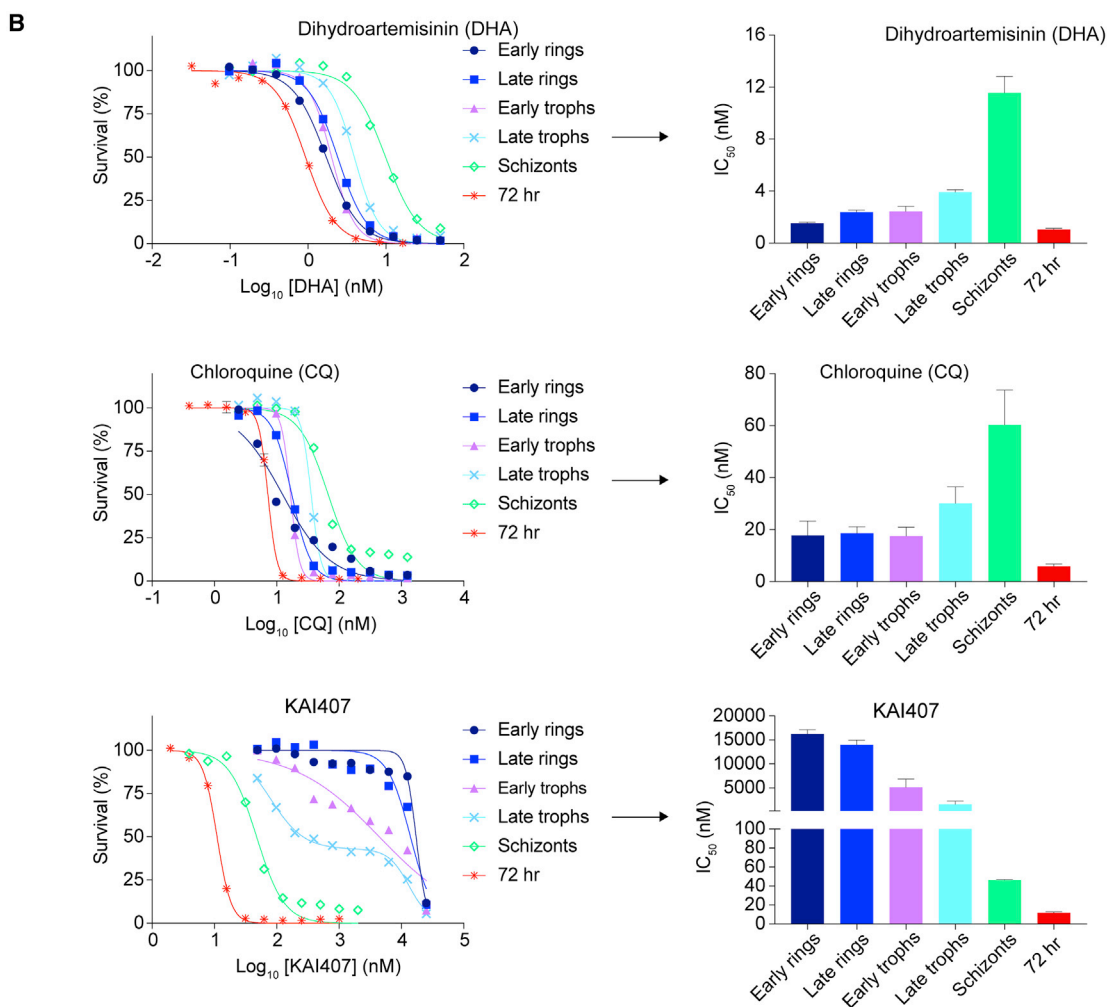 B
Dihydroartemisinin (DHA)
Survival (%)
100
75
50
25
0
-2
-1
0
1
2
Log10 [DHA] (nM)
Early rings
Late rings
Early trophs
Late trophs
Schizonts
72 hr
Dihydroartemisinin (DHA)
IC50 (nM)
16
12
8
4
0
Early rings
Late rings
Early trophs
Late trophs
Schizonts
72 hr
Chloroquine (CQ)
Survival (%)
100
75
50
25
0
-1
0
1
2
3
4
Log10 [CQ] (nM)
Early rings
Late rings
Early trophs
Late trophs
Schizonts
72 hr
Chloroquine (CQ)
IC50 (nM)
80
60
40
20
0
Early rings
Late rings
Early trophs
Late trophs
Schizonts
72 hr
KAI407
Survival (%)
100
75
50
25
0
0
1
2
3
4
5
Log10 [KAI407] (nM)
Early rings
Late rings
Early trophs
Late trophs
Schizonts
72 hr
KAI407
IC50 (nM)
20000
15000
10000
5000
100
80
60
40
20
0
Early rings
Late rings
Early trophs
Late trophs
Schizonts
72 hr